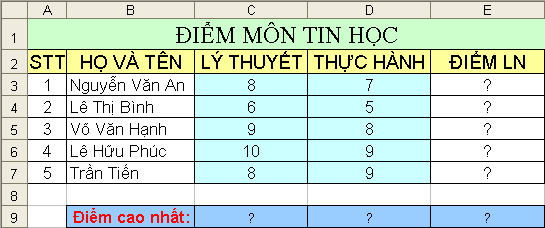 A B C D E
1 ĐIỂM MÔN TIN HỌC
2 STT HỌ VÀ TÊN LÝ THUYẾT THỰC HÀNH ĐIỂM LN
3 1 Nguyễn Văn An 8 7 ?
4 2 Lê Thị Bình 6 5 ?
5 3 Võ Văn Hạnh 9 8 ?
6 4 Lê Hữu Phúc 10 9 ?
7 5 Trần Tiến 8 9 ?
8
9 Điểm cao nhất: ? ? ?